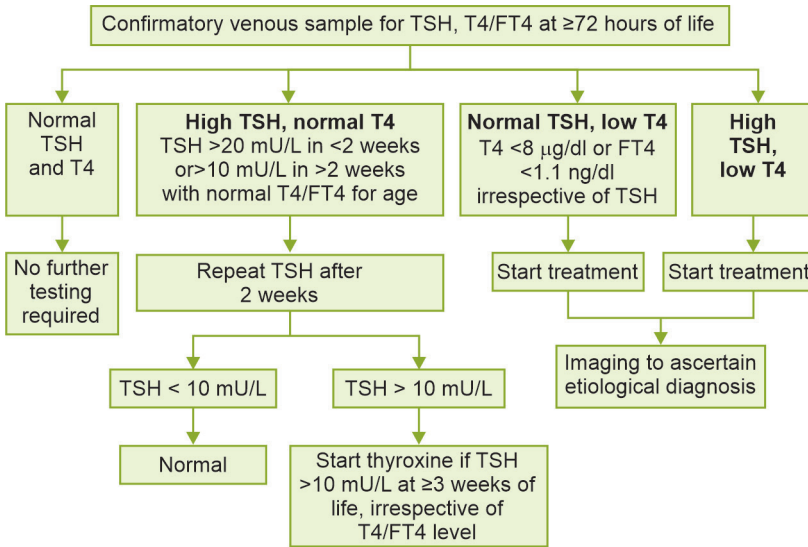 Confirmatory venous sample for TSH, T4/FT4 at ≥72 hours of life
Normal
TSH
and T4
High TSH, normal T4
TSH >20 mU/L in <2 weeks
or>10 mU/L in >2 weeks
with normal T4/FT4 for age
Normal TSH, low T4
T4 <8 μg/dl or FT4
<1.1 ng/dl
irrespective of TSH
High
TSH,
low T4
No further
testing
required
Repeat TSH after
2 weeks
Start treatment
Start treatment
TSH < 10 mU/L
TSH > 10 mU/L
Imaging to ascertain
etiological diagnosis
Normal
Start thyroxine if TSH
>10 mU/L at ≥3 weeks of
life, irrespective of
T4/FT4 level